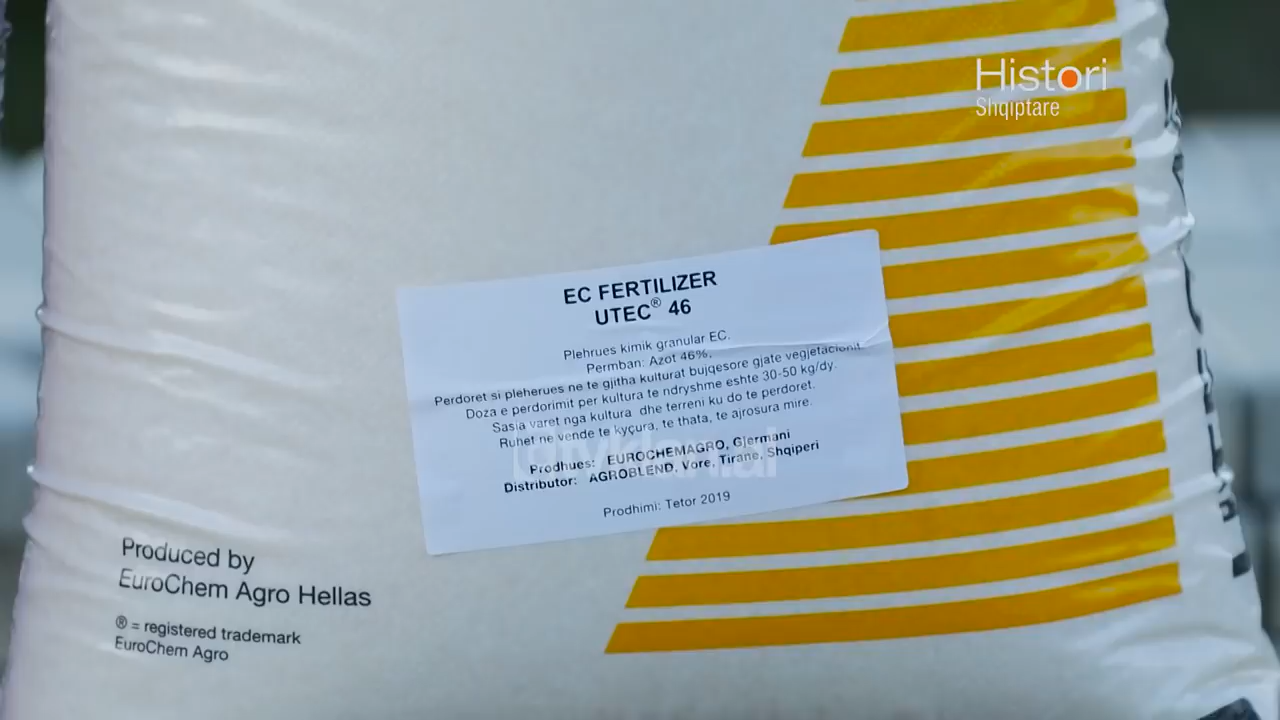 Histori
Shqiptare
EC FERTILIZER
UTEC® 46
Plehrues kimik granular EC.
Permban: Azot 46%.
Perdoret si pleherues ne te gjitha kulturat bujqesore gjate
Doza e perdorimit per kultura te ndryshme eshte 30-50 kg/dy.
Sasia varet nga kultura dhe terreni ku do te perdoret.
Ruhet ne vende te kyçura, te thata, te ajrosura mire.
Prodhues: EUROCHEMAGRO, Gjermani
Distributor: AGROBLEND, Vore, Tirane, Shqiperi
Prodhimi: Tetor 2019
Produced by
EuroChem Agro Hellas
® = registered trademark
EuroChem Agro